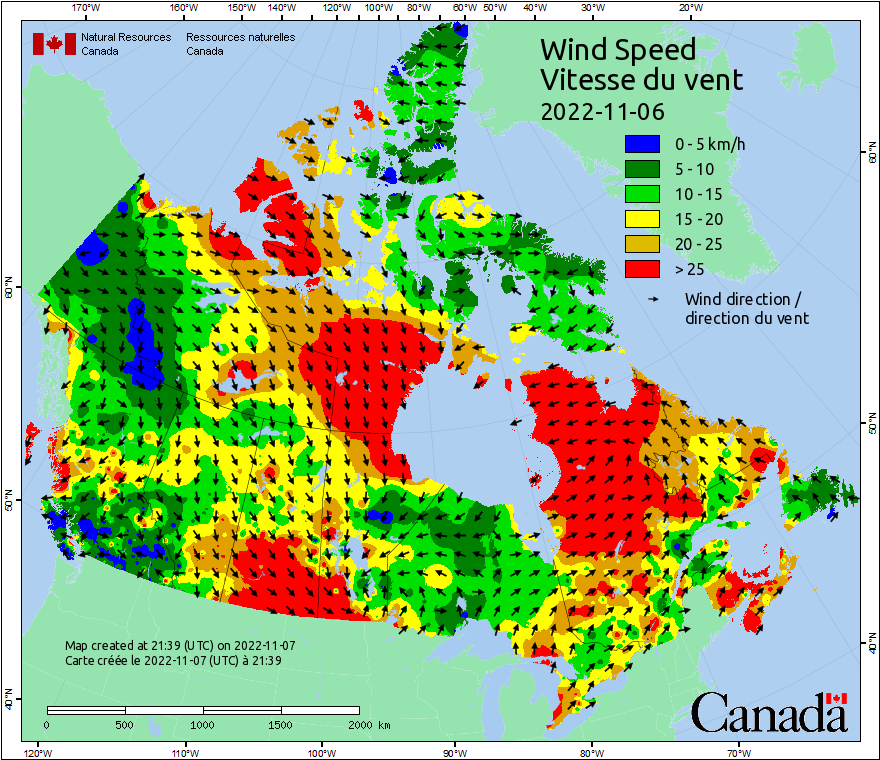 170°W 160°W 150°W 140°W 120°W 100°W 80°W 60°W 50°W 40°W 30°W 20°W
Natural Resources Ressources naturelles
Canada Canada
Wind Speed
Vitesse du vent
2022-11-06
0 - 5 km/h
5 - 10
10 - 15
15 - 20
20 - 25
> 25
Wind direction /
direction du vent
60°N
60°N
50°N
50°N
40°N
40°N
Map created at 21:39 (UTC) on 2022-11-07
Carte créée le 2022-11-07 (UTC) à 21:39
0 500 1000 1500 2000 km
Canada
120°W 110°W 100°W 90°W 80°W 70°W